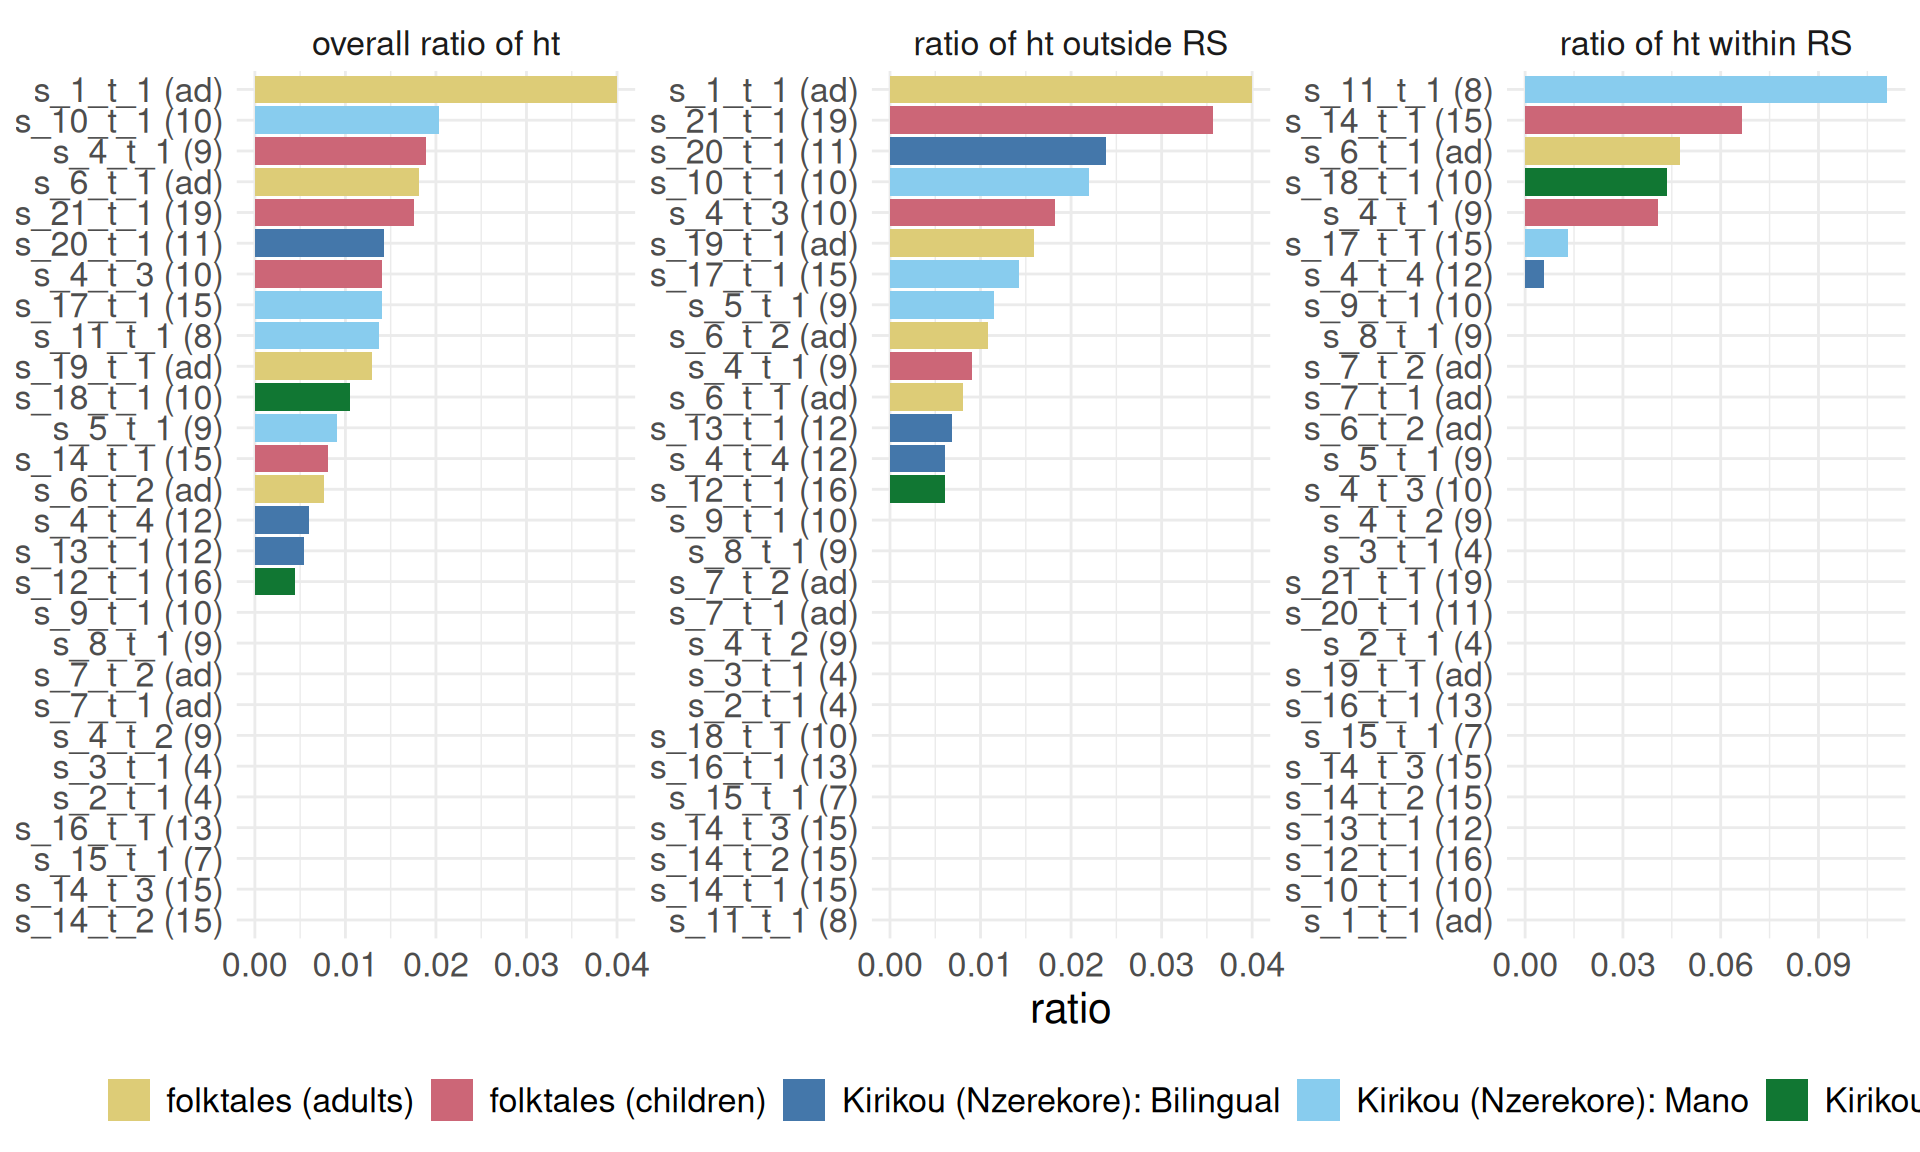 overall ratio of ht
s_1_t_1 (ad)
s_10_t_1 (10)
s_4_t_1 (9)
s_6_t_1 (ad)
s_21_t_1 (19)
s_20_t_1 (11)
s_4_t_3 (10)
s_17_t_1 (15)
s_11_t_1 (8)
s_19_t_1 (ad)
s_18_t_1 (10)
s_5_t_1 (9)
s_14_t_1 (15)
s_6_t_2 (ad)
s_4_t_4 (12)
s_13_t_1 (12)
s_12_t_1 (16)
s_9_t_1 (10)
s_8_t_1 (9)
s_7_t_2 (ad)
s_7_t_1 (ad)
s_4_t_2 (9)
s_3_t_1 (4)
s_2_t_1 (4)
s_16_t_1 (13)
s_15_t_1 (7)
s_14_t_3 (15)
s_14_t_2 (15)
0.00 0.01 0.02 0.03 0.04
ratio of ht outside RS
s_1_t_1 (ad)
s_21_t_1 (19)
s_20_t_1 (11)
s_10_t_1 (10)
s_4_t_3 (10)
s_19_t_1 (ad)
s_17_t_1 (15)
s_5_t_1 (9)
s_6_t_2 (ad)
s_4_t_1 (9)
s_6_t_1 (ad)
s_13_t_1 (12)
s_4_t_4 (12)
s_12_t_1 (16)
s_9_t_1 (10)
s_8_t_1 (9)
s_7_t_2 (ad)
s_7_t_1 (ad)
s_4_t_2 (9)
s_3_t_1 (4)
s_2_t_1 (4)
s_18_t_1 (10)
s_16_t_1 (13)
s_15_t_1 (7)
s_14_t_3 (15)
s_14_t_2 (15)
s_14_t_1 (15)
s_11_t_1 (8)
0.00 0.01 0.02 0.03 0.04
ratio of ht within RS
s_11_t_1 (8)
s_14_t_1 (15)
s_6_t_1 (ad)
s_18_t_1 (10)
s_4_t_1 (9)
s_17_t_1 (15)
s_4_t_4 (12)
s_9_t_1 (10)
s_8_t_1 (9)
s_7_t_2 (ad)
s_7_t_1 (ad)
s_6_t_2 (ad)
s_5_t_1 (9)
s_4_t_3 (10)
s_4_t_2 (9)
s_3_t_1 (4)
s_21_t_1 (19)
s_20_t_1 (11)
s_2_t_1 (4)
s_19_t_1 (ad)
s_16_t_1 (13)
s_15_t_1 (7)
s_14_t_3 (15)
s_14_t_2 (15)
s_13_t_1 (12)
s_12_t_1 (16)
s_10_t_1 (10)
s_1_t_1 (ad)
0.00 0.03 0.06 0.09
ratio
folktales (adults) folktales (children) Kirikou (Nzerekore): Bilingual Kirikou (Nzerekore): Mano